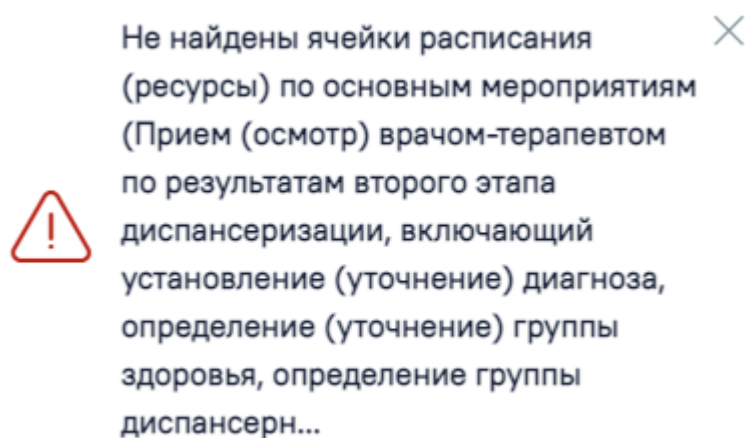 Не найдены ячейки расписания
(ресурсы) по основным мероприятиям
(Прием (осмотр) врачом-терапевтом
по результатам второго этапа
диспансеризации, включающий
установление (уточнение) диагноза,
определение (уточнение) группы
здоровья, определение группы
диспансерн...